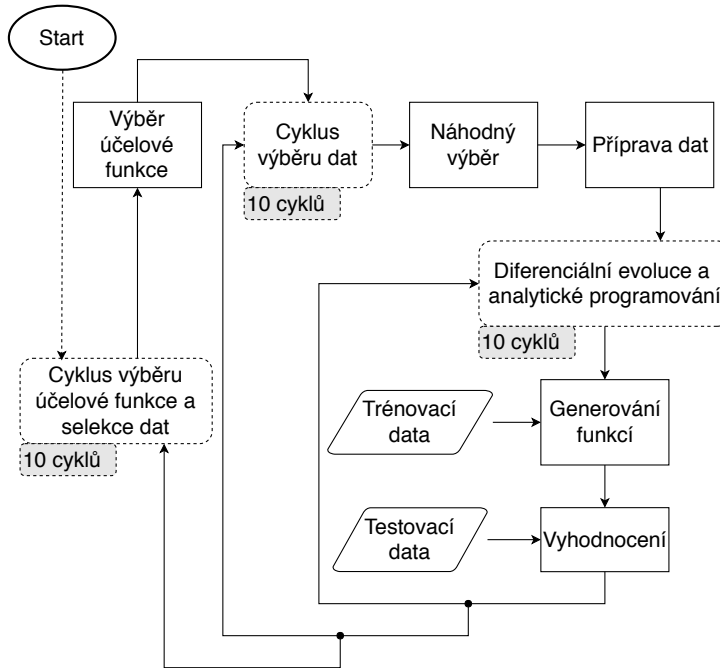 Start
Výběr
účelové
funkce
Cyklus
výběru dat
10 cyklů
Náhodný
výběr
Příprava dat
Diferenciální evoluce a
analytické programování
10 cyklů
Cyklus výběru
účelové funkce a
selekce dat
10 cyklů
Trénovací
data
Generování
funkcí
Testovací
data
Vyhodnocení